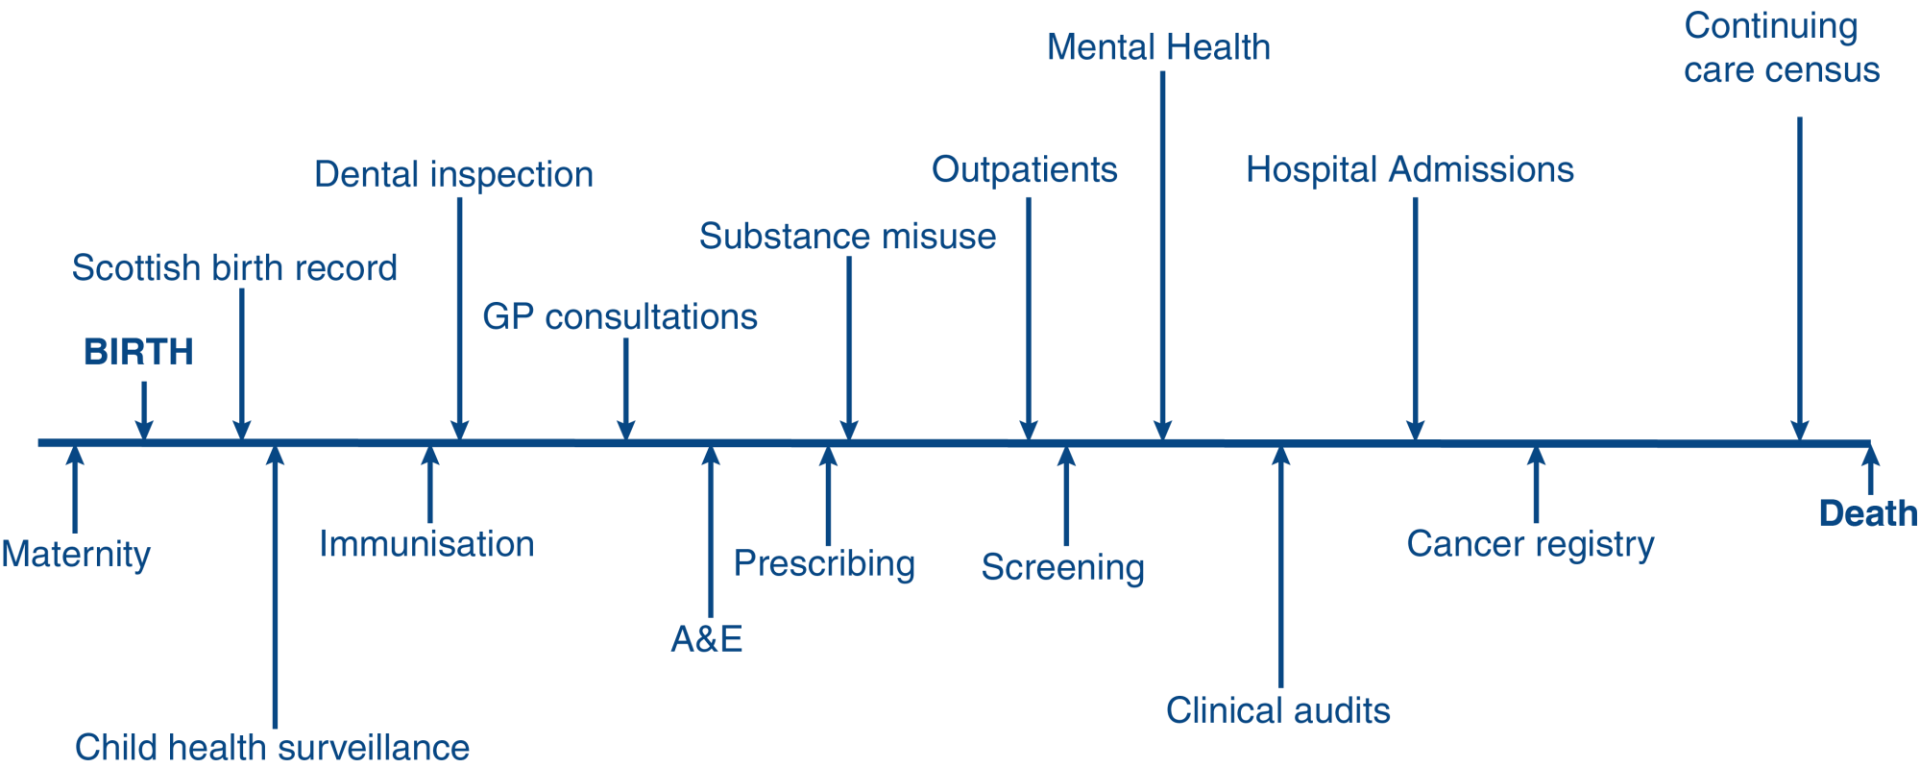 Continuing
care census
Mental Health
Dental inspection
Outpatients
Hospital Admissions
Substance misuse
Scottish birth record
GP consultations
BIRTH
Death
Maternity
Immunisation
Cancer registry
Prescribing
Screening
A&E
Clinical audits
Child health surveillance